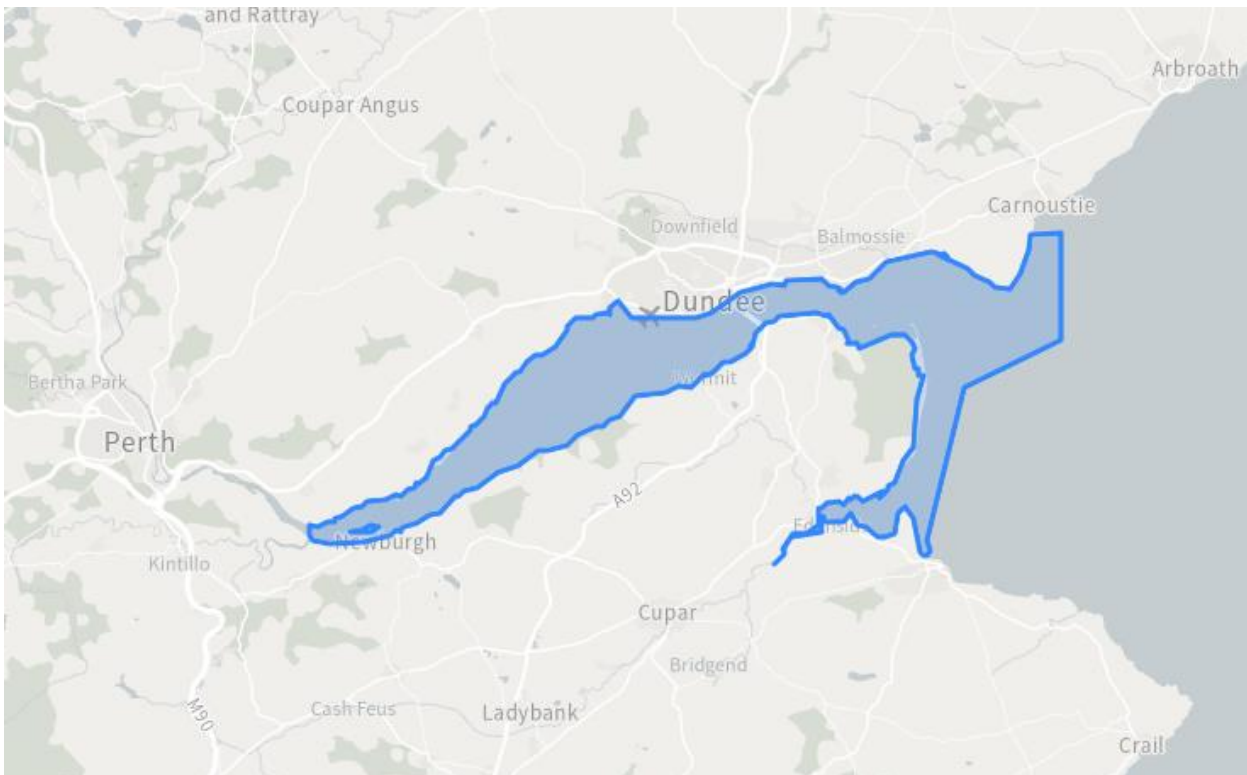 and Rattray
Arbroath
Coupar Angus
Carnoustie
Downfield
Balmossie
Dundee
Bertha Park
Perth
A92
Newburgh
Kintillo
Cupar
Bridgend
M90
Cash Feus
Ladybank
Crail